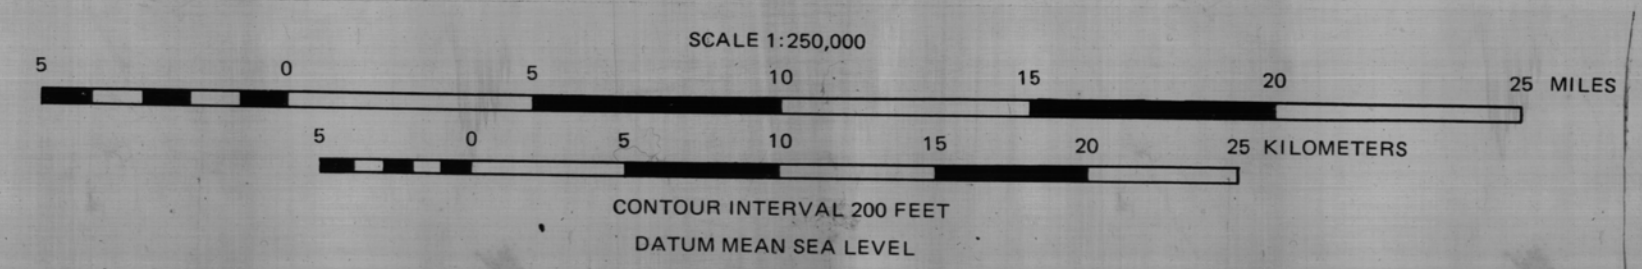 SCALE 1:250,000
5 0 5 10 15 20 25 MILES
5 0 5 10 15 20 25 KILOMETERS
CONTOUR INTERVAL 200 FEET
DATUM MEAN SEA LEVEL